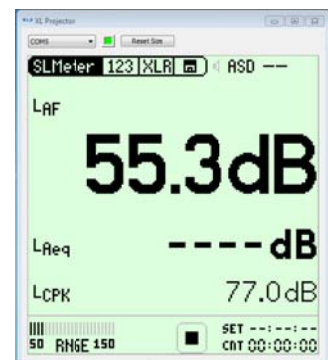 XL Projector
COM5 Reset Size
SLMeter 123 XLR ASD --
LAF
55.3dB
LAeq ----dB
LCPK 77.0dB
50 RNGE 150 SET --:--:--
CNT 00:00:00